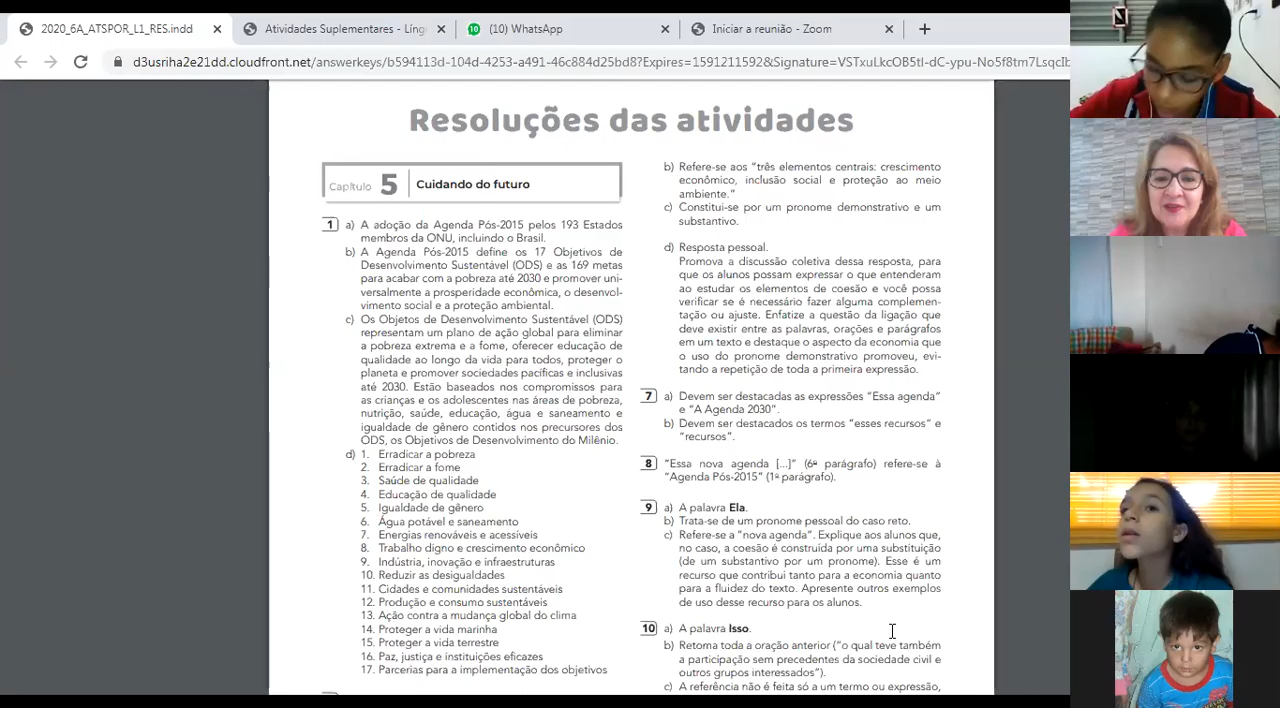 2020_6A_ATSPOR_L1_RES.indd
Atividades Suplementares - Líng
(10) WhatsApp
Iniciar a reunião - Zoom
Resoluções das atividades
Capítulo 5 Cuidando do futuro
1 a) A adoção da Agenda Pós-2015 pelos 193 Estados
membros da ONU, incluindo o Brasil.
b) A Agenda Pós-2015 define os 17 Objetivos de
Desenvolvimento Sustentável (ODS) e as 169 metas
para acabar com a pobreza até 2030 e promover uni-
versalmente a prosperidade econômica, o desenvol-
vimento social e a proteção ambiental.
c) Os Objetos de Desenvolvimento Sustentável (ODS)
representam um plano de ação global para eliminar
a pobreza extrema e a fome, oferecer educação de
qualidade ao longo da vida para todos, proteger o
planeta e promover sociedades pacíficas e inclusivas
até 2030. Estão baseados nos compromissos para
as crianças e os adolescentes nas áreas de pobreza,
nutrição, saúde, educação, água e saneamento e
igualdade de gênero contidos nos precursores dos
ODS, os Objetivos de Desenvolvimento do Milênio.
d) 1. Erradicar a pobreza
2. Erradicar a fome
3. Saúde de qualidade
4. Educação de qualidade
5. Igualdade de gênero
6. Água potável e saneamento
7. Energias renováveis e acessíveis
8. Trabalho digno e crescimento econômico
9. Indústria, inovação e infraestruturas
10. Reduzir as desigualdades
11. Cidades e comunidades sustentáveis
12. Produção e consumo sustentáveis
13. Ação contra a mudança global do clima
14. Proteger a vida marinha
15. Proteger a vida terrestre
16. Paz, justiça e instituições eficazes
17. Parcerias para a implementação dos objetivos
b) Refere-se aos “três elementos centrais: crescimento
econômico, inclusão social e proteção ao meio
ambiente.”
c) Constitui-se por um pronome demonstrativo e um
substantivo.
d) Resposta pessoal.
Promova a discussão coletiva dessa resposta, para
que os alunos possam expressar o que entenderam
ao estudar os elementos de coesão e você possa
verificar se é necessário fazer alguma complemen-
tação ou ajuste. Enfatize a questão da ligação que
deve existir entre as palavras, orações e parágrafos
em um texto e destaque o aspecto da economia que
o uso do pronome demonstrativo promoveu, evi-
tando a repetição de toda a primeira expressão.
7 a) Devem ser destacadas as expressões “Essa agenda”
e “A Agenda 2030”.
b) Devem ser destacados os termos “esses recursos” e
“recursos”.
8 “Essa nova agenda [...]” (6º parágrafo) refere-se à
“Agenda Pós-2015” (1º parágrafo).
9 a) A palavra Ela.
b) Trata-se de um pronome pessoal do caso reto.
c) Refere-se a “nova agenda”. Explique aos alunos que,
no caso, a coesão é construída por uma substituição
(de um substantivo por um pronome). Esse é um
recurso que contribui tanto para a economia quanto
para a fluidez do texto. Apresente outros exemplos
de uso desse recurso para os alunos.
10 a) A palavra Isso.
b) Retoma toda a oração anterior (“o qual teve também
a participação sem precedentes da sociedade civil e
outros grupos interessados”).
c) A referência não é feita só a um termo ou expressão,